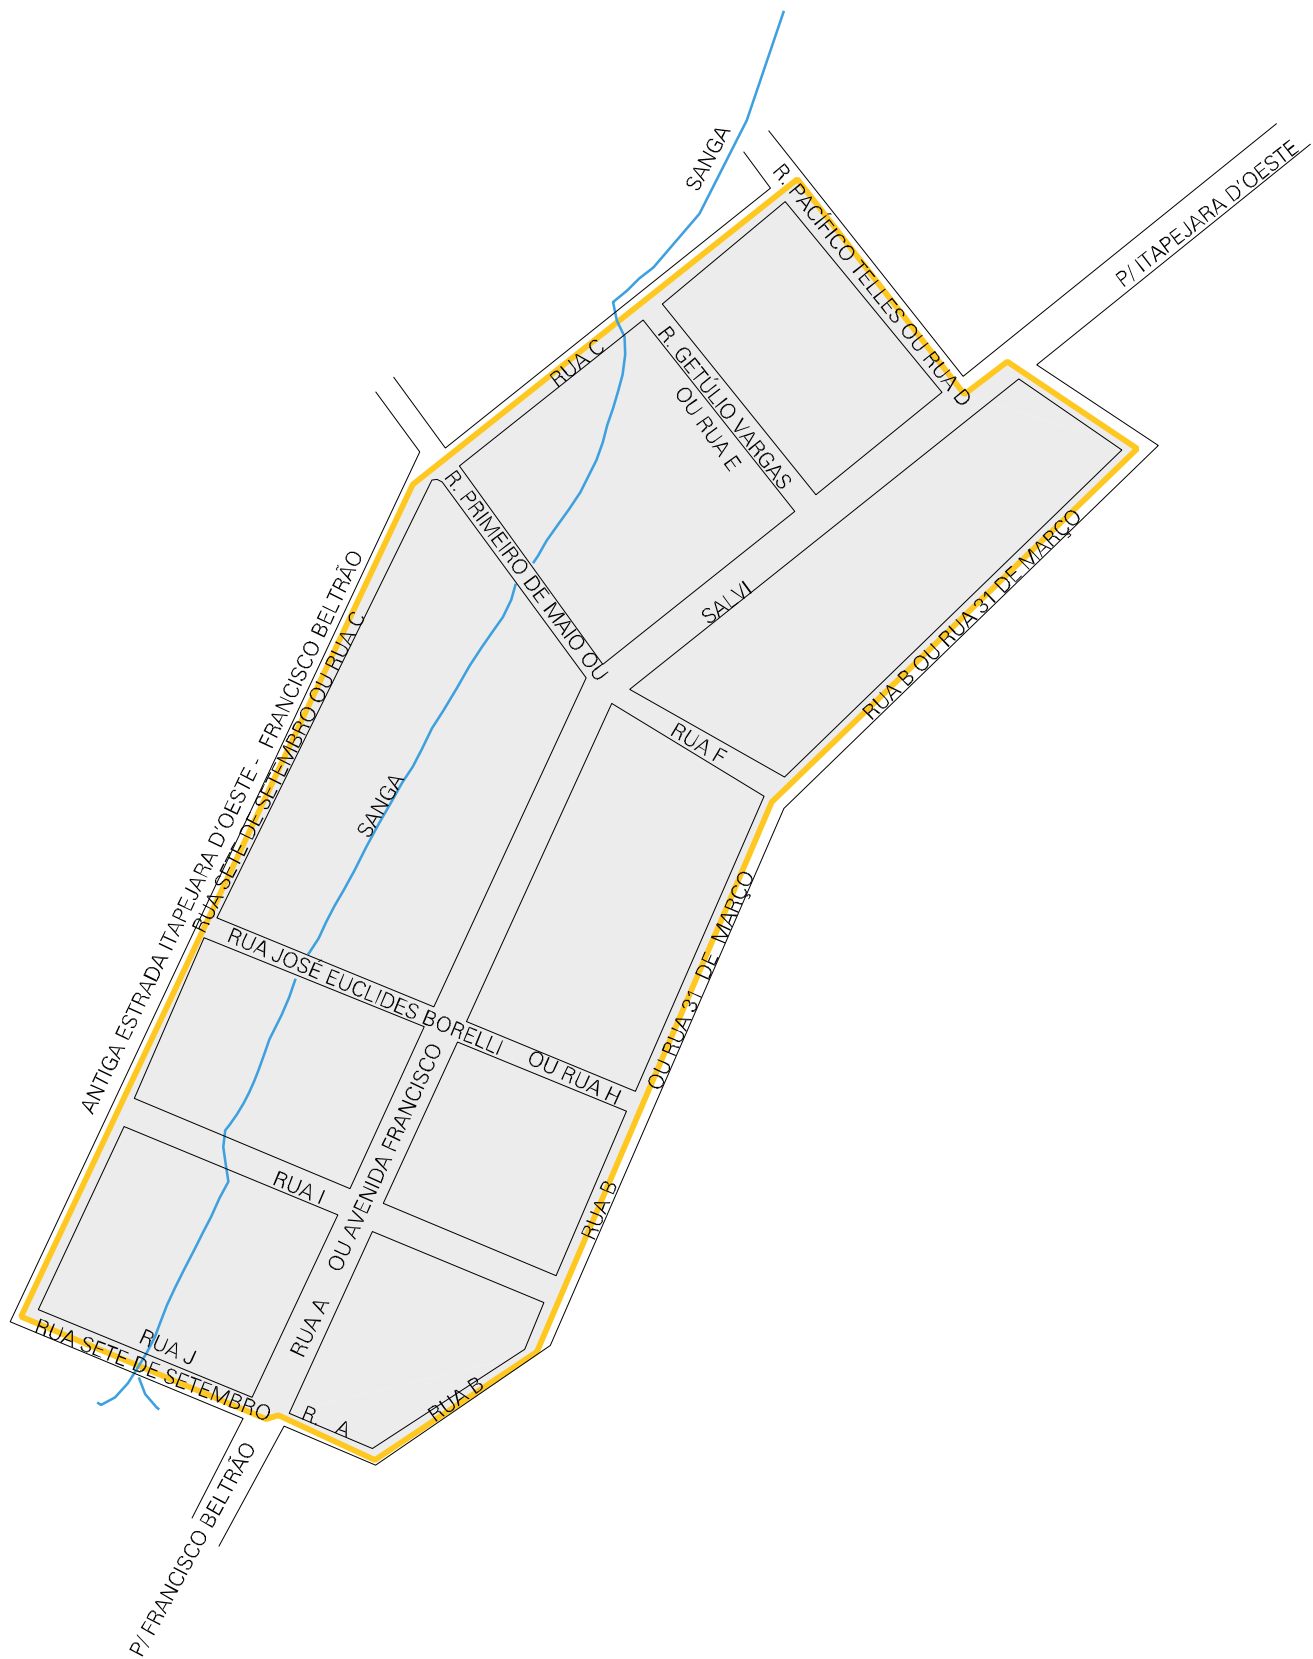 SANGA
R. PACÍFICO TELLES OU RUA D
P/ ITAPEJARA D'OESTE
RUA C
R. GETÚLIO VARGAS
OU RUA E
R. PRIMEIRO DE MAIO OU
SALVI
RUA B OU RUA 31 DE MARÇO
RUA F
ANTIGA ESTRADA ITAPEJARA D'OESTE - FRANCISCO BELTRÃO
RUA SETE DE SETEMBRO OU RUA C
SANGA
OU RUA 31 DE MARÇO
RUA JOSÉ EUCLIDES BORELLI OU RUA H
RUA I
RUA A OU AVENIDA FRANCISCO
RUA B
RUA J
RUA SETE DE SETEMBRO
R. A
RUA B
P/ FRANCISCO BELTRÃO